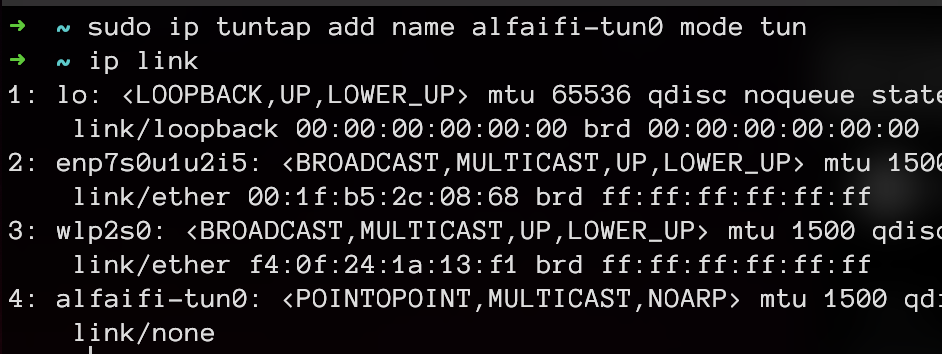 ➜ ~ sudo ip tuntap add name alfaifi-tun0 mode tun
➜ ~ ip link
1: lo: <LOOPBACK,UP,LOWER_UP> mtu 65536 qdisc noqueue state
link/loopback 00:00:00:00:00:00 brd 00:00:00:00:00:00
2: enp7s0u1u2i5: <BROADCAST,MULTICAST,UP,LOWER_UP> mtu 1500
link/ether 00:1f:b5:2c:08:68 brd ff:ff:ff:ff:ff:ff
3: wlp2s0: <BROADCAST,MULTICAST,UP,LOWER_UP> mtu 1500 qdisc
link/ether f4:0f:24:1a:13:f1 brd ff:ff:ff:ff:ff:ff
4: alfaifi-tun0: <POINTOPOINT,MULTICAST,NOARP> mtu 1500 qdi
link/none